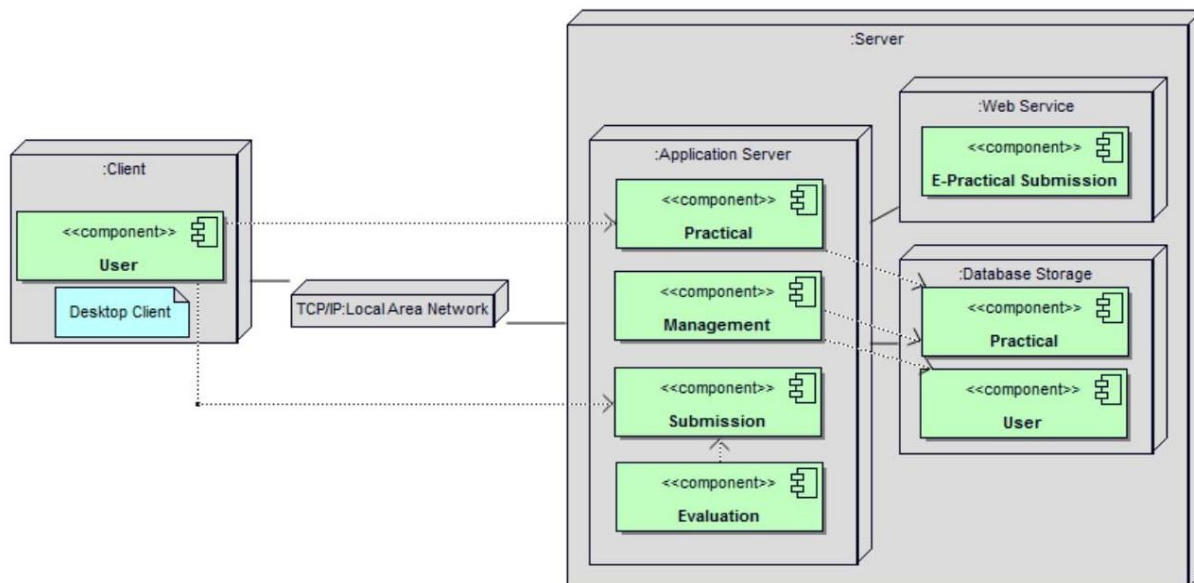 :Server
:Client
<<component>>
User
Desktop Client
TCP/IP:Local Area Network
:Application Server
<<component>>
Practical
<<component>>
Management
<<component>>
Submission
<<component>>
Evaluation
:Web Service
<<component>>
E-Practical Submission
:Database Storage
<<component>>
Practical
<<component>>
User